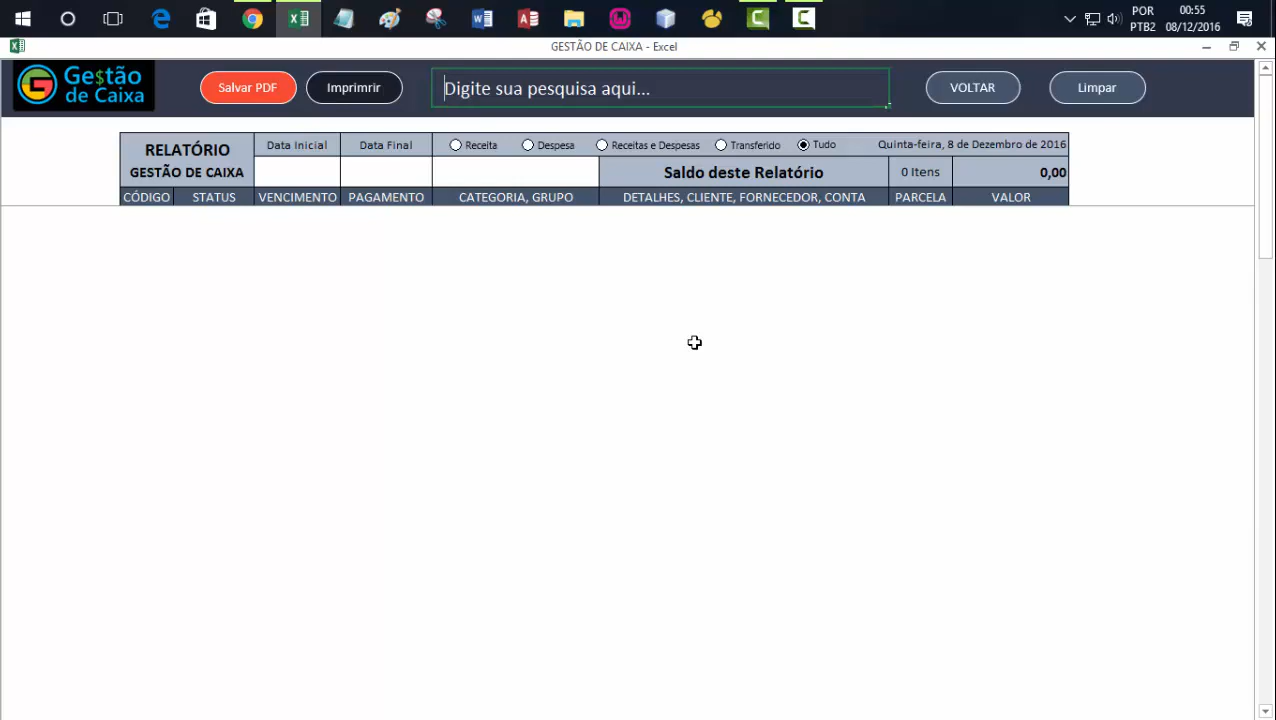 POR 00:55
PTB2 08/12/2016
GESTÃO DE CAIXA - Excel
Ge$tão
de Caixa
Salvar PDF
Imprimrir
Digite sua pesquisa aqui...
VOLTAR
Limpar
RELATÓRIO
GESTÃO DE CAIXA
Data Inicial
Data Final
Receita
Despesa
Receitas e Despesas
Transferido
Tudo
Quinta-feira, 8 de Dezembro de 2016
Saldo deste Relatório
0 Itens
0,00
CÓDIGO STATUS VENCIMENTO PAGAMENTO CATEGORIA, GRUPO DETALHES, CLIENTE, FORNECEDOR, CONTA PARCELA VALOR